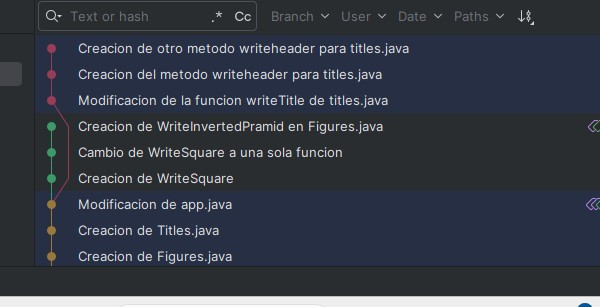 Text or hash .* Cc Branch User Date Paths
Creacion de otro metodo writeheader para titles.java
Creacion del metodo writeheader para titles.java
Modificacion de la funcion writeTitle de titles.java
Creacion de WriteInvertedPramid en Figures.java
Cambio de WriteSquare a una sola funcion
Creacion de WriteSquare
Modificacion de app.java
Creacion de Titles.java
Creacion de Figures.java